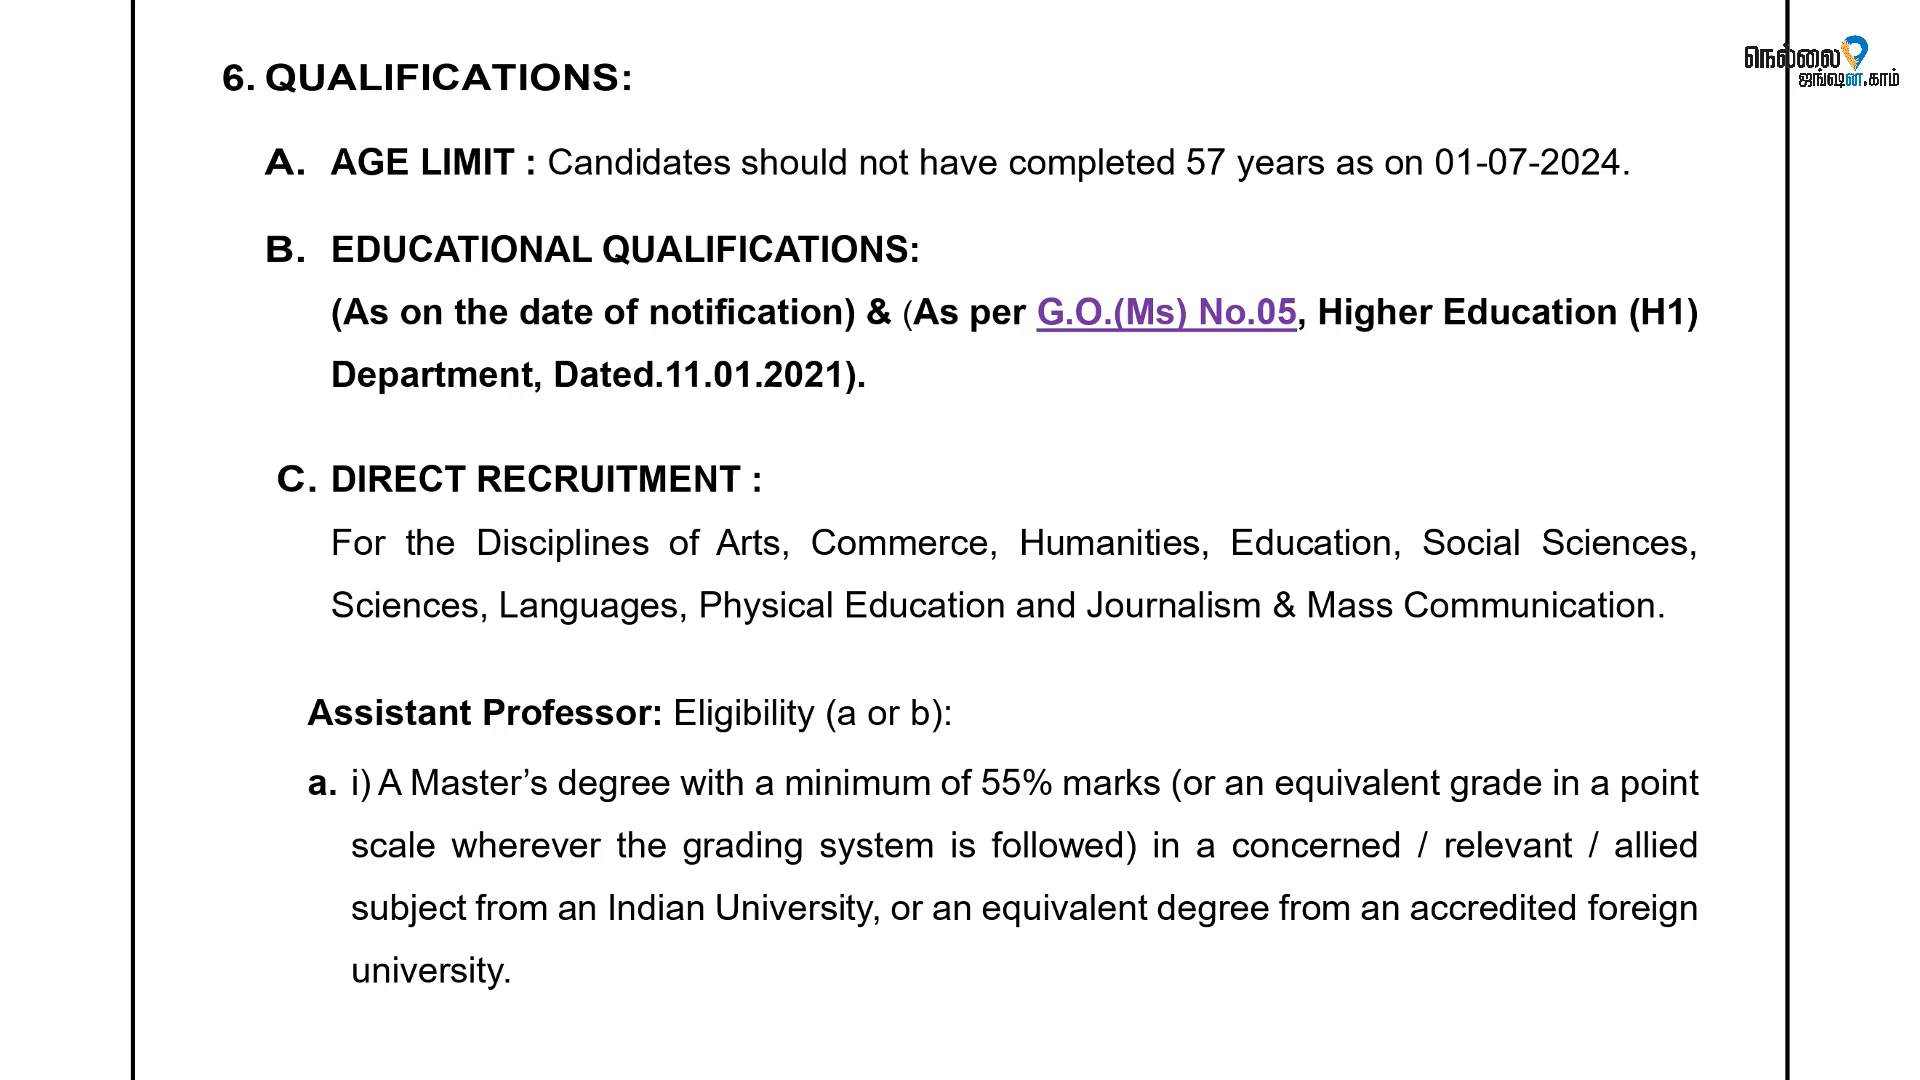 நெல்லை
ஜங்ஷன்.காம்
6. QUALIFICATIONS:
A. AGE LIMIT : Candidates should not have completed 57 years as on 01-07-2024.
B. EDUCATIONAL QUALIFICATIONS:
(As on the date of notification) & (As per G.O.(Ms) No.05, Higher Education (H1)
Department, Dated.11.01.2021).
C. DIRECT RECRUITMENT :
For the Disciplines of Arts, Commerce, Humanities, Education, Social Sciences,
Sciences, Languages, Physical Education and Journalism & Mass Communication.
Assistant Professor: Eligibility (a or b):
a. i) A Master’s degree with a minimum of 55% marks (or an equivalent grade in a point
scale wherever the grading system is followed) in a concerned / relevant / allied
subject from an Indian University, or an equivalent degree from an accredited foreign
university.